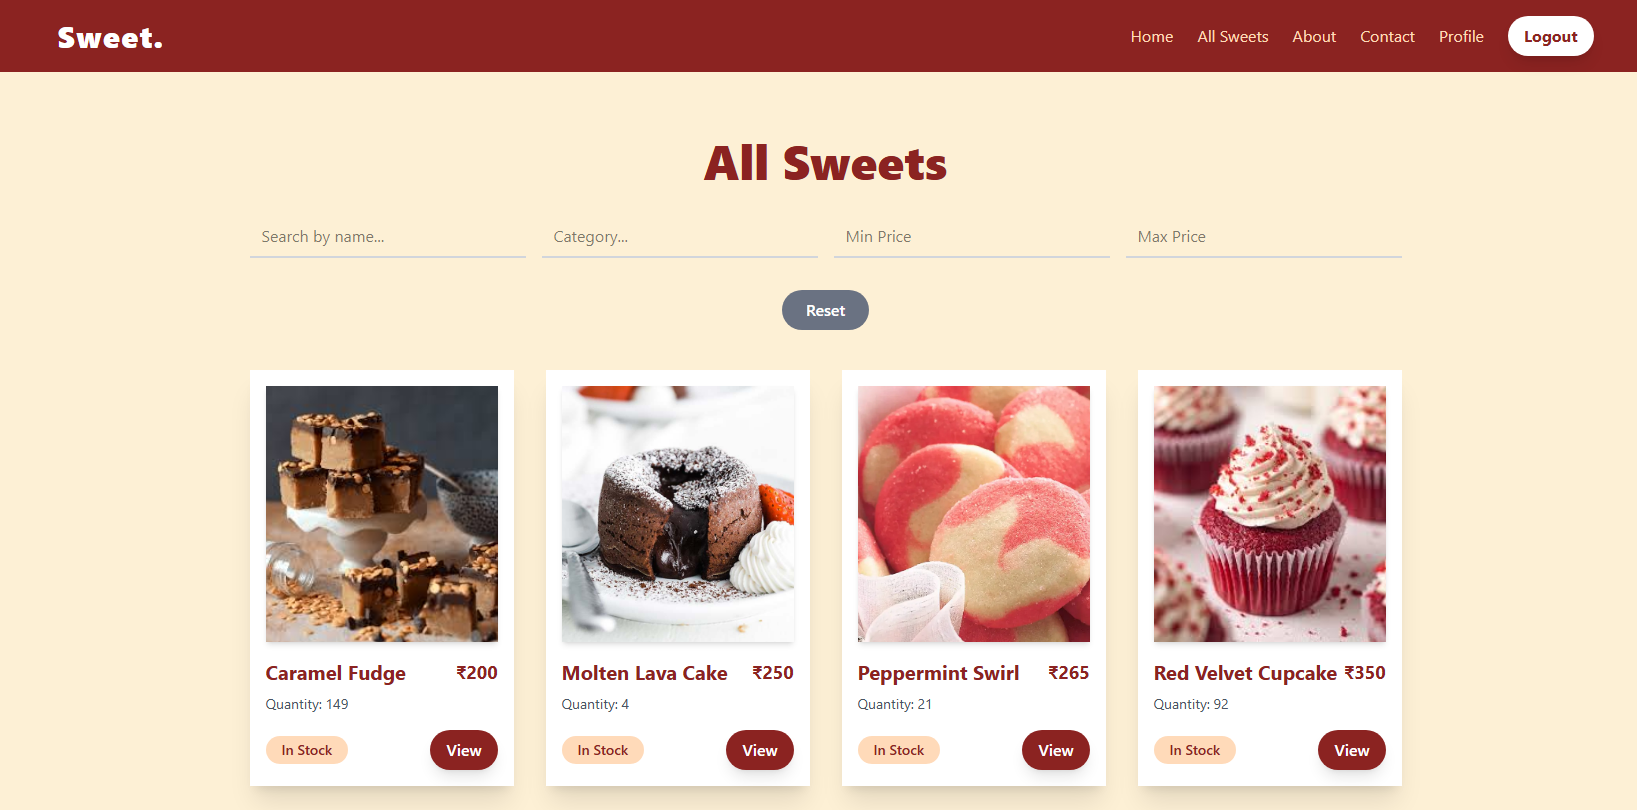 Sweet.
Home All Sweets About Contact Profile Logout
All Sweets
Search by name... Category... Min Price Max Price
Reset
Caramel Fudge ₹200
Quantity: 149
In Stock View
Molten Lava Cake ₹250
Quantity: 4
In Stock View
Peppermint Swirl ₹265
Quantity: 21
In Stock View
Red Velvet Cupcake ₹350
Quantity: 92
In Stock View